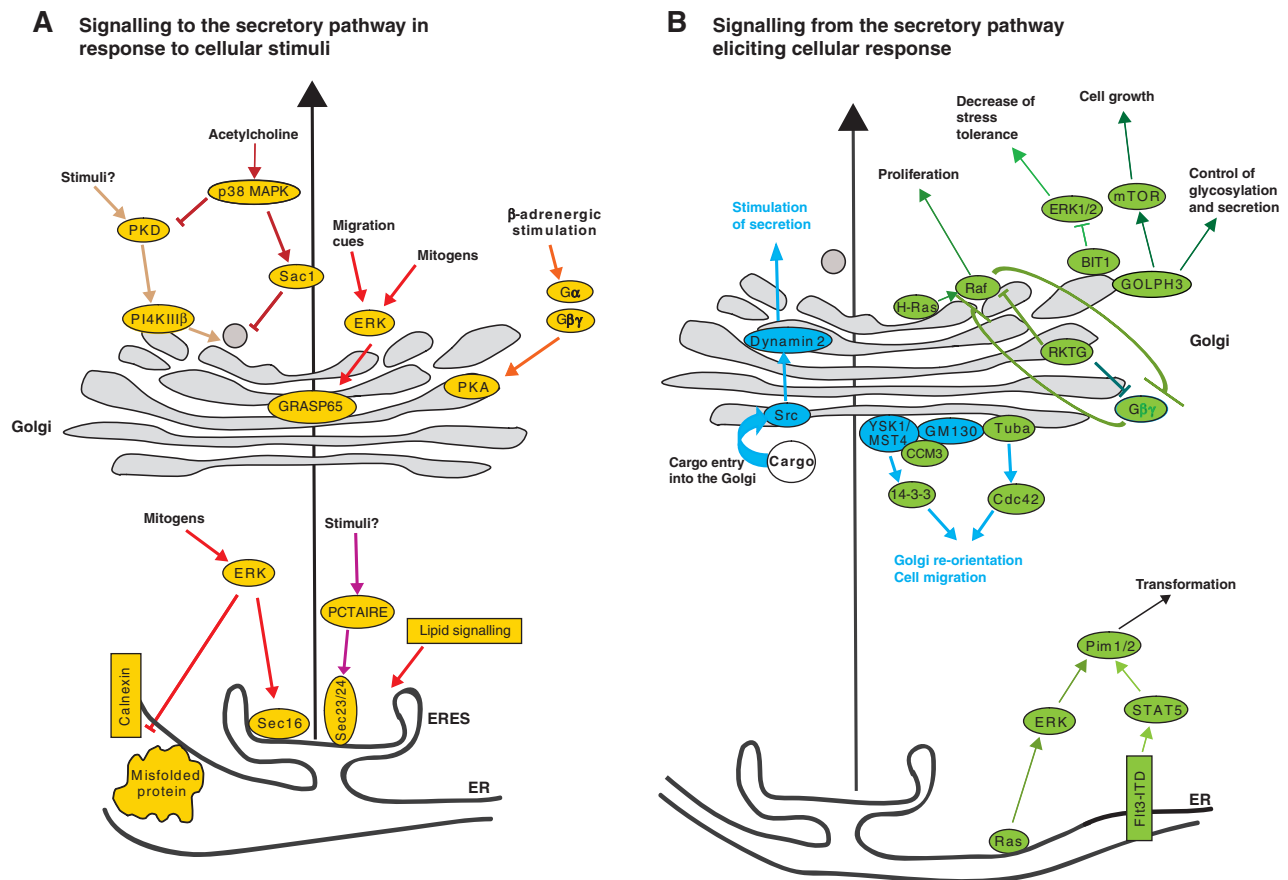 A
Signalling to the secretory pathway in
response to cellular stimuli
Acetylcholine
Stimuli?
p38 MAPK
PKD
Migration
cues
β-adrenergic
stimulation
Mitogens
Sac1
Gα
PI4KIIIβ
ERK
Gβγ
PKA
GRASP65
Golgi
Mitogens
Stimuli?
ERK
PCTAIRE
Lipid signalling
Calnexin
Sec16
Sec23/24
ERES
Misfolded
protein
ER
B
Signalling from the secretory pathway
eliciting cellular response
Decrease of
stress
tolerance
Cell growth
Proliferation
Control of
glycosylation
and secretion
Stimulation
of secretion
ERK1/2
mTOR
BIT1
GOLPH3
Raf
H-Ras
Dynamin 2
RKTG
Golgi
Gβγ
Src
YSK1/
MST4
GM130
Tuba
CCM3
Cargo entry
into the Golgi
Cargo
14-3-3
Cdc42
Golgi re-orientation
Cell migration
Transformation
Pim1/2
ERK
STAT5
Flt3-ITD
ER
Ras